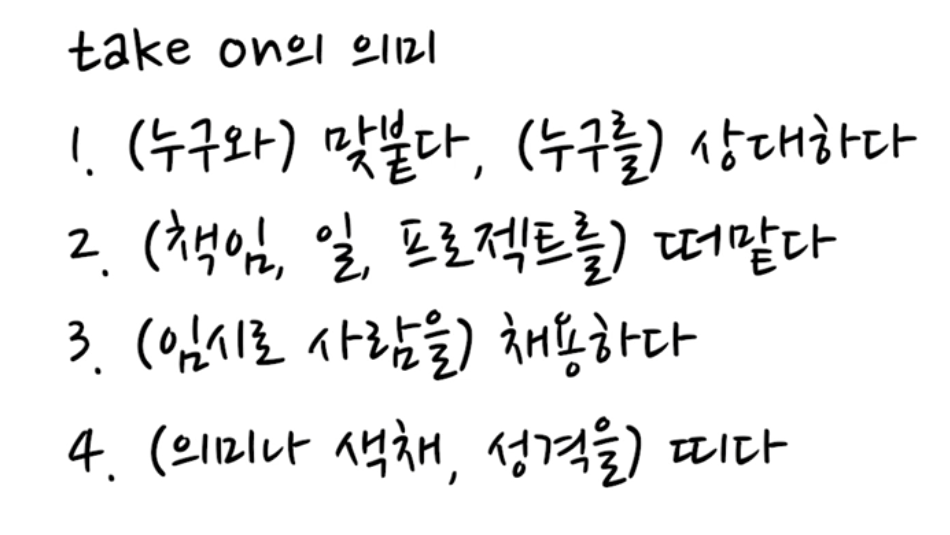 take on의 의미
1. (누구와) 맞붙다, (누구를) 상대하다
2. (책임, 일, 프로젝트를) 떠맡다
3. (임시로 사람을) 채용하다
4. (의미나 색채, 성격을) 띠다